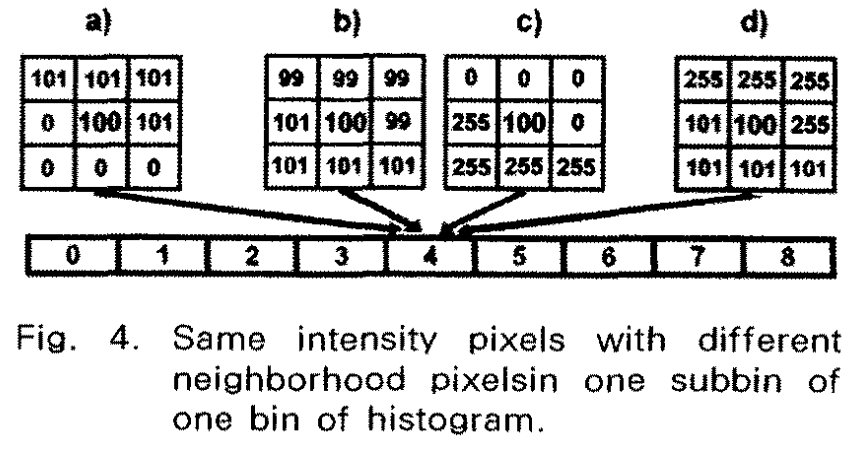 a) b) c) d)
101 101 101 99 99 99 0 0 0 255 255 255
0 100 101 101 100 99 255 100 0 101 100 255
0 0 0 101 101 101 255 255 255 101 101 101
0 1 2 3 4 5 6 7 8
Fig. 4. Same intensity pixels with different
neighborhood pixelsin one subbin of
one bin of histogram.